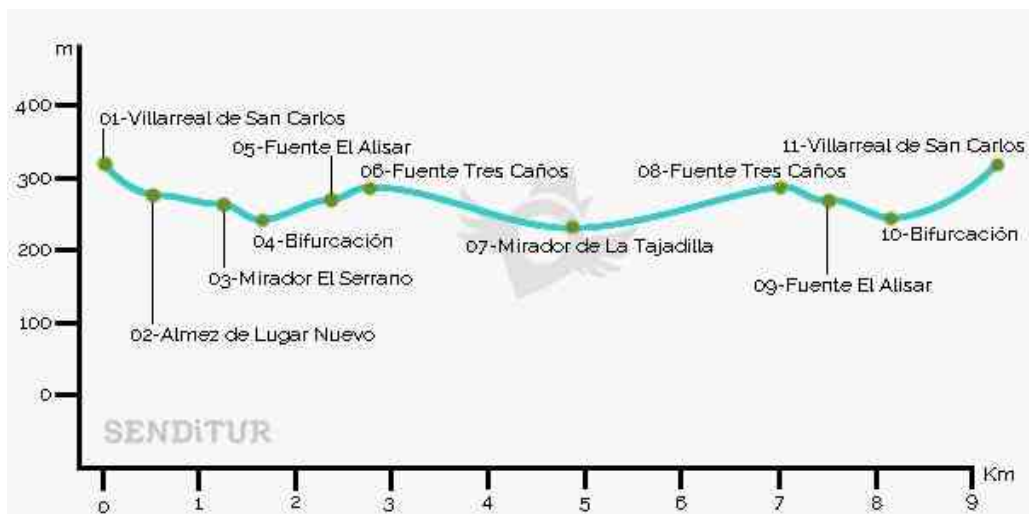 m
400
300
200
100
0
01-Villarreal de San Carlos
02-Almez de Lugar Nuevo
03-Mirador El Serrano
04-Bifurcación
05-Fuente El Alisar
06-Fuente Tres Caños
07-Mirador de La Tajadilla
08-Fuente Tres Caños
09-Fuente El Alisar
10-Bifurcación
11-Villarreal de San Carlos
SENDiTUR
0 1 2 3 4 5 6 7 8 9
Km